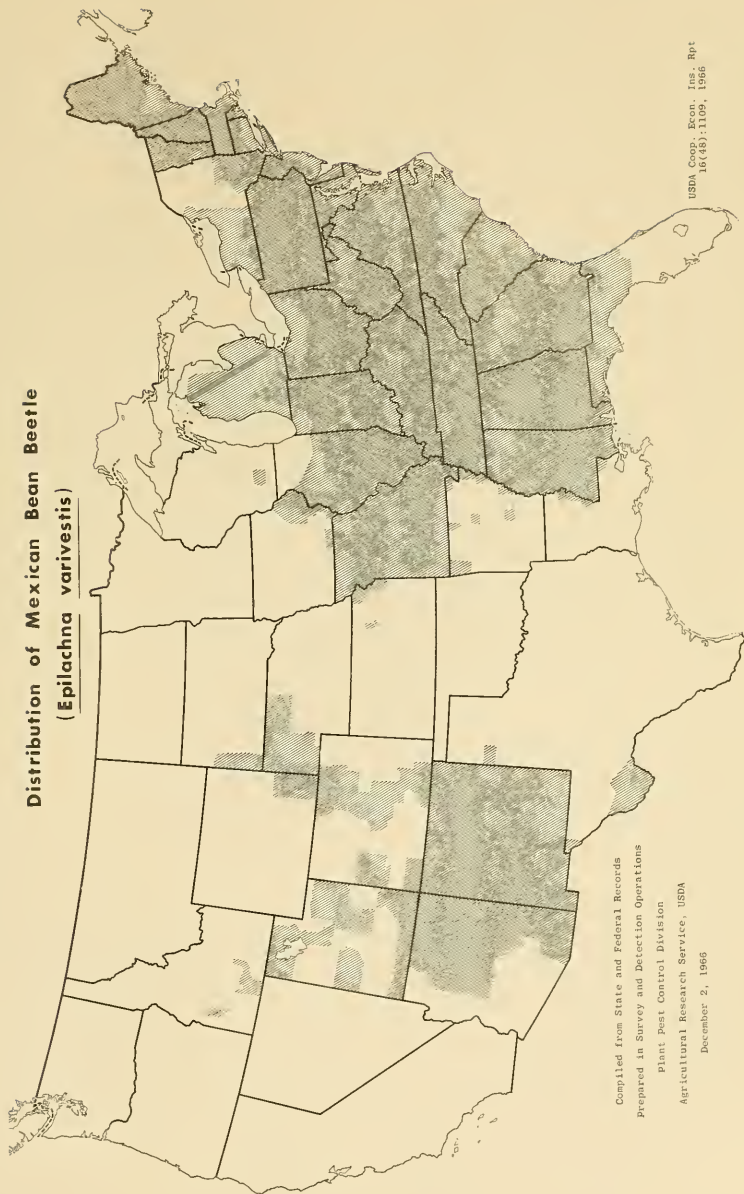 Distribution of Mexican Bean Beetle
(Epilachna varivestis)
Compiled from State and Federal Records
Prepared in Survey and Detection Operations
Plant Pest Control Division
Agricultural Research Service, USDA
December 2, 1966
USDA Coop. Econ. Ins. Rpt
16(48):1109, 1966